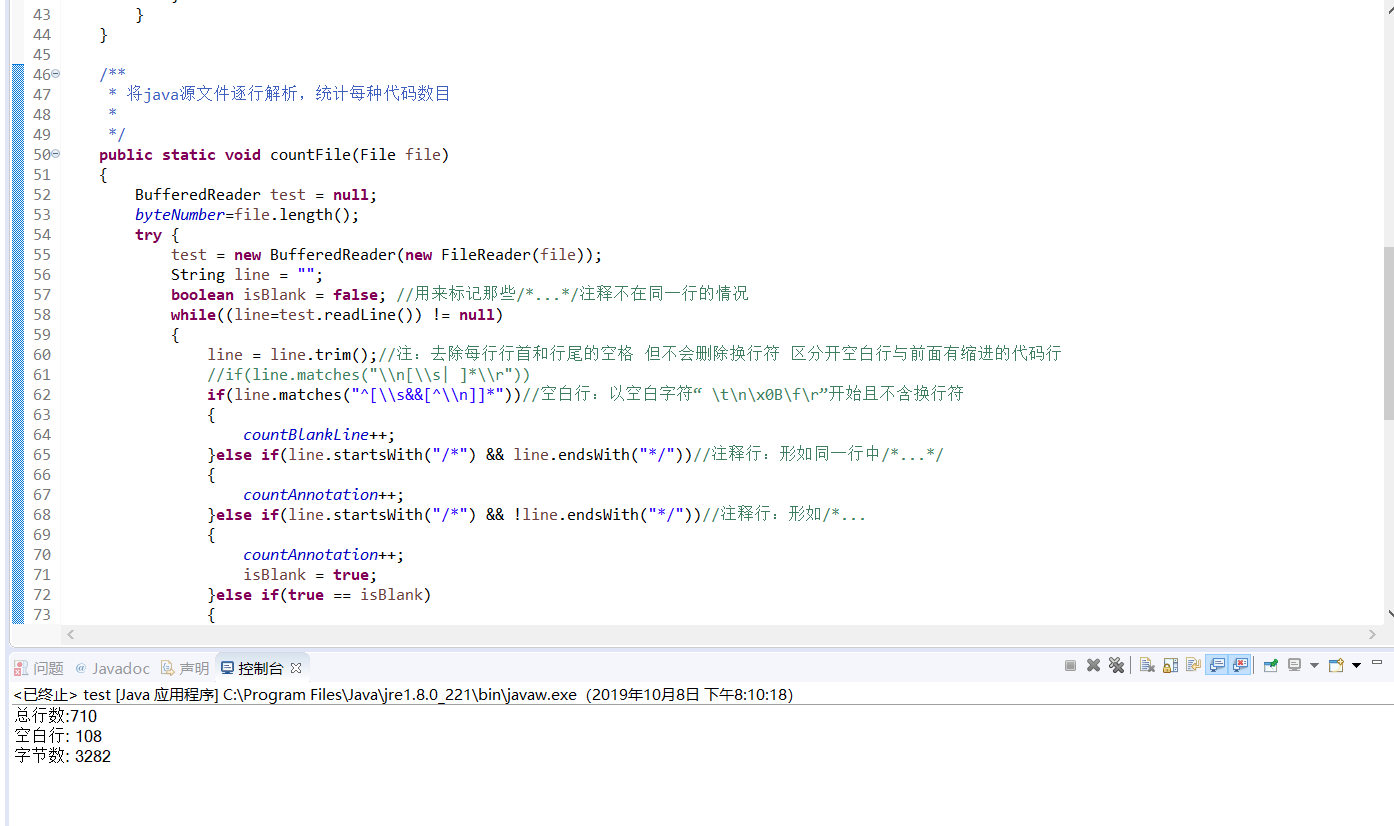 43 }
44 }
45
46 /**
47 * 将java源文件逐行解析，统计每种代码数目
48 *
49 */
50 public static void countFile(File file)
51 {
52 BufferedReader test = null;
53 byteNumber=file.length();
54 try {
55 test = new BufferedReader(new FileReader(file));
56 String line = "";
57 boolean isBlank = false; //用来标记那些/*...*/注释不在同一行的情况
58 while((line=test.readLine()) != null)
59 {
60 line = line.trim();//注：去除每行行首和行尾的空格 但不会删除换行符 区分开空白行与前面有缩进的代码行
61 //if(line.matches("\\n[\\s| ]*\\r"))
62 if(line.matches("^[\\s&&[^\\n]]*"))//空白行：以空白字符“ \t\n\x0B\f\r”开始且不含换行符
63 {
64 countBlankLine++;
65 }else if(line.startsWith("/*") && line.endsWith("*/"))//注释行：形如同一行中/*...*/
66 {
67 countAnnotation++;
68 }else if(line.startsWith("/*") && !line.endsWith("*/"))//注释行：形如/*...
69 {
70 countAnnotation++;
71 isBlank = true;
72 }else if(true == isBlank)
73 {
问题 @ Javadoc 声明 控制台
<已终止> test [Java 应用程序] C:\Program Files\Java\jre1.8.0_221\bin\javaw.exe（2019年10月8日 下午8:10:18）
总行数:710
空白行: 108
字节数: 3282